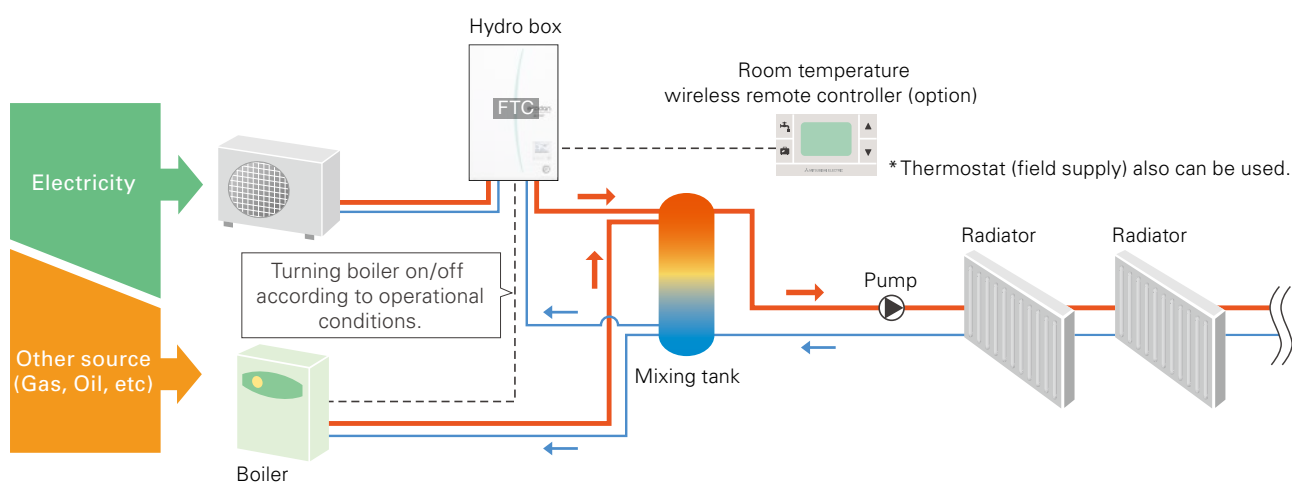 Hydro box
FTC
Room temperature
wireless remote controller (option)
* Thermostat (field supply) also can be used.
Electricity
Turning boiler on/off
according to operational
conditions.
Radiator
Radiator
Pump
Other source
(Gas, Oil, etc)
Mixing tank
Boiler